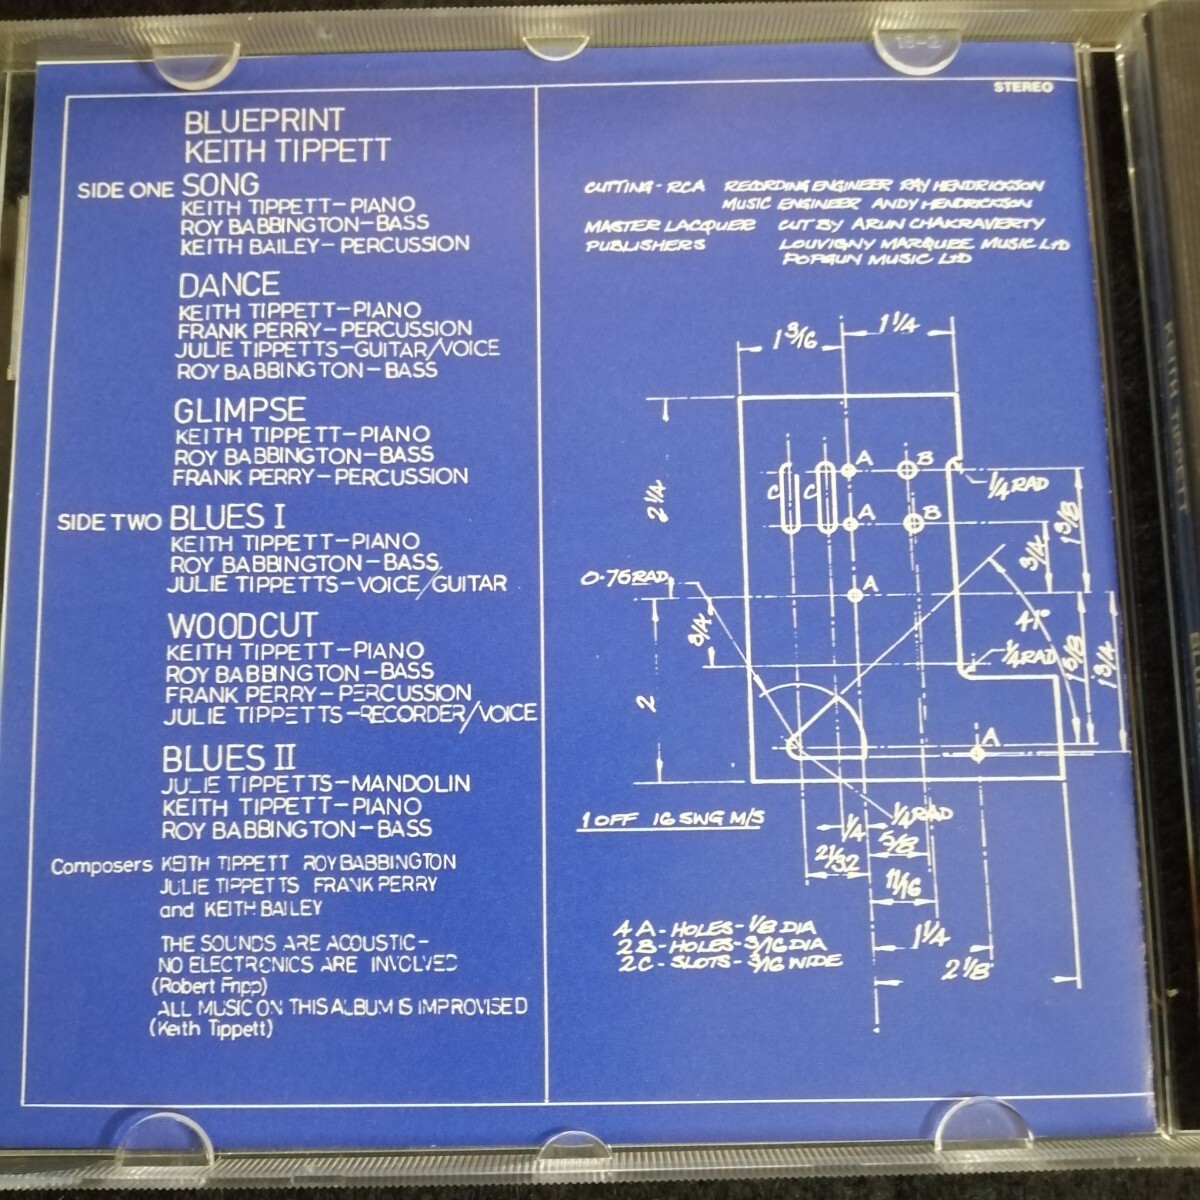 STEREO
BLUEPRINT
KEITH TIPPETT
SIDE ONE SONG
KEITH TIPPETT-PIANO
ROY BABBINGTON-BASS
KEITH BAILEY-PERCUSSION
DANCE
KEITH TIPPETT-PIANO
FRANK PERRY-PERCUSSION
JULIE TIPPETTS-GUITAR/VOICE
ROY BABBINGTON-BASS
GLIMPSE
KEITH TIPPETT-PIANO
ROY BABBINGTON-BASS
FRANK PERRY-PERCUSSION
SIDE TWO BLUES I
KEITH TIPPETT-PIANO
ROY BABBINGTON-BASS
JULIE TIPPETTS-VOICE/GUITAR
WOODCUT
KEITH TIPPETT-PIANO
ROY BABBINGTON-BASS
FRANK PERRY-PERCUSSION
JULIE TIPPETTS-RECORDER/VOICE
BLUES II
JULIE TIPPETTS-MANDOLIN
KEITH TIPPETT-PIANO
ROY BABBINGTON-BASS
Composers KEITH TIPPETT ROY BABBINGTON
JULIE TIPPETTS FRANK PERRY
and KEITH BAILEY
THE SOUNDS ARE ACOUSTIC-
NO ELECTRONICS ARE INVOLVED
(Robert Fripp)
ALL MUSIC ON THIS ALBUM IS IMPROVISED
(Keith Tippett)
CUTTING-RCA RECORDING ENGINEER RAY HENDRICKSON
MUSIC ENGINEER ANDY HENDRICKSON
MASTER LACQUER CUT BY ARUN CHAKRAVERTY
PUBLISHERS LOUVIGNY MARQUEE MUSIC LTD
POPGUN MUSIC LTD
1 3/16 1 1/4
A B
C C
1/4 RAD
2 1/4
A B
1 3/8
3/4
0.76 RAD
A
3/4
41°
1/4 RAD
1 5/8
1 3/4
2
A
1 OFF 16 SWG M/S
1/4 RAD
1/4
5/8
21/32
11/16
4 A-HOLES-1/8 DIA
2 B-HOLES-3/16 DIA
2C-SLOTS-3/16 WIDE
1 1/4
2 1/8
KEITH TIPPETT